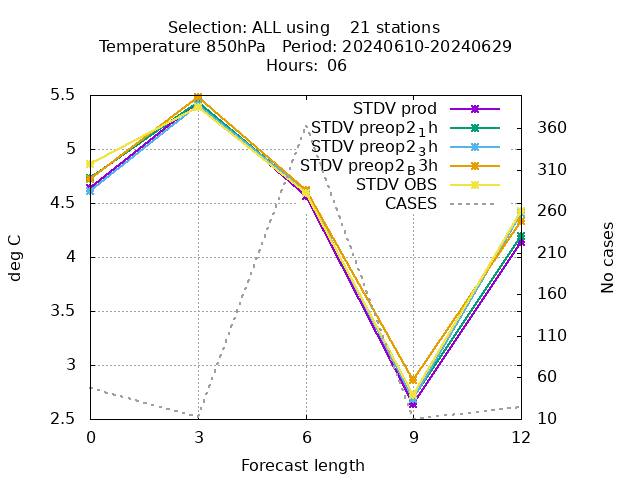 Selection: ALL using    21 stations
Temperature 850hPa   Period: 20240610-20240629
Hours:  06
STDV prod
STDV preop2₁h
STDV preop2₃h
STDV preop2_B3h
STDV OBS
CASES
5.5
5
4.5
4
3.5
3
2.5
deg C
360
310
260
210
160
110
60
10
No cases
0 3 6 9 12
Forecast length